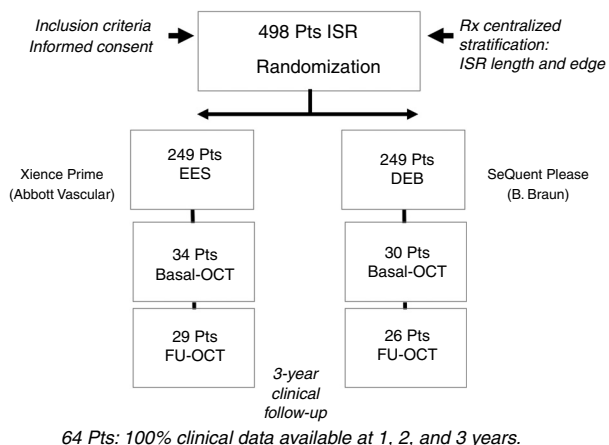 Inclusion criteria
Informed consent
498 Pts ISR
Randomization
Rx centralized
stratification:
ISR length and edge
Xience Prime
(Abbott Vascular)
249 Pts
EES
249 Pts
DEB
SeQuent Please
(B. Braun)
34 Pts
Basal-OCT
30 Pts
Basal-OCT
29 Pts
FU-OCT
26 Pts
FU-OCT
3-year
clinical
follow-up
64 Pts: 100% clinical data available at 1, 2, and 3 years.